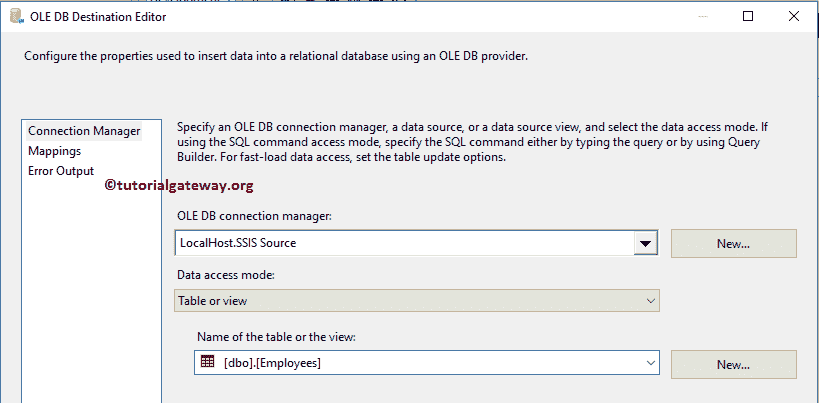 OLE DB Destination Editor
Configure the properties used to insert data into a relational database using an OLE DB provider.
Connection Manager
Mappings
Error Output
©tutorialgateway.org
Specify an OLE DB connection manager, a data source, or a data source view, and select the data access mode. If
using the SQL command access mode, specify the SQL command either by typing the query or by using Query
Builder. For fast-load data access, set the table update options.
OLE DB connection manager:
LocalHost.SSIS Source
New...
Data access mode:
Table or view
Name of the table or the view:
[dbo].[Employees]
New...